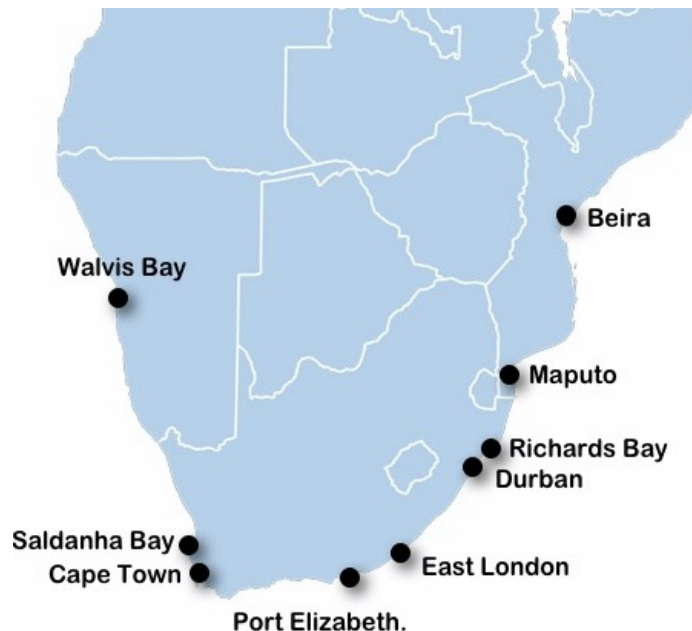 Beira
Walvis Bay
Maputo
Richards Bay
Durban
Saldanha Bay
East London
Cape Town
Port Elizabeth.